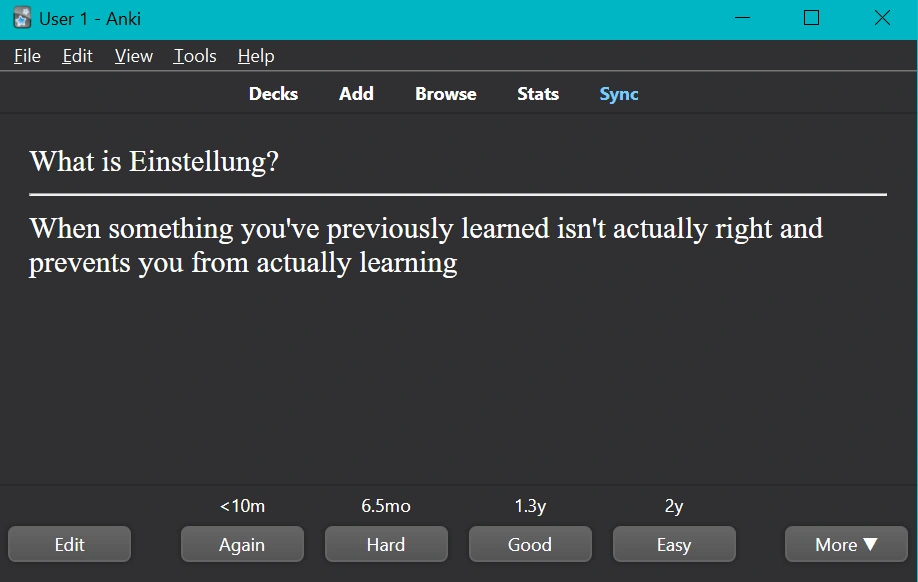 User 1 - Anki
File Edit View Tools Help
Decks Add Browse Stats Sync
What is Einstellung?
When something you've previously learned isn't actually right and
prevents you from actually learning
<10m 6.5mo 1.3y 2y
Edit Again Hard Good Easy More ▼